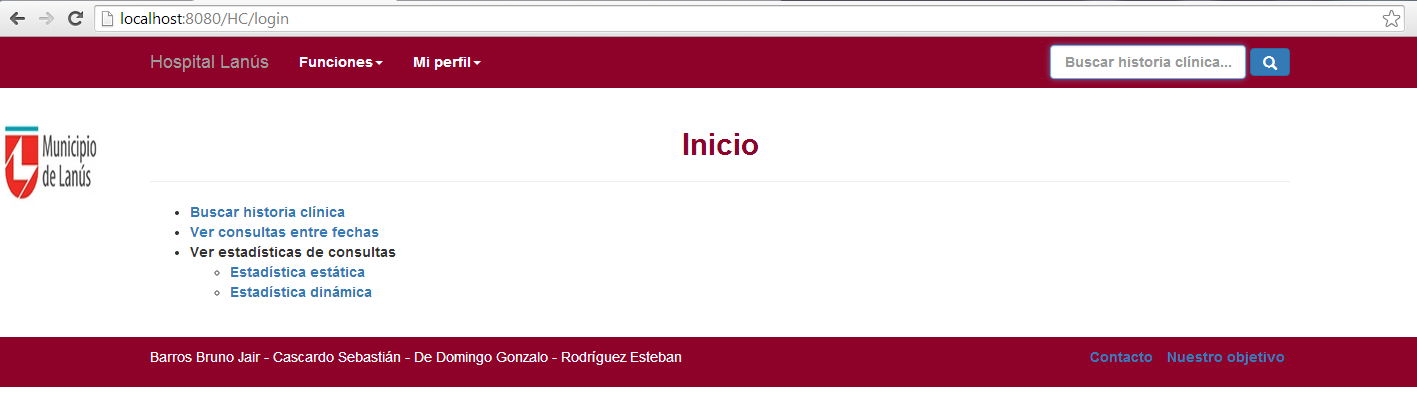 localhost:8080/HC/login
Hospital Lanús Funciones Mi perfil Buscar historia clínica...
Municipio
de Lanús
Inicio
Buscar historia clínica
Ver consultas entre fechas
Ver estadísticas de consultas
Estadística estática
Estadística dinámica
Barros Bruno Jair - Cascardo Sebastián - De Domingo Gonzalo - Rodríguez Esteban Contacto Nuestro objetivo